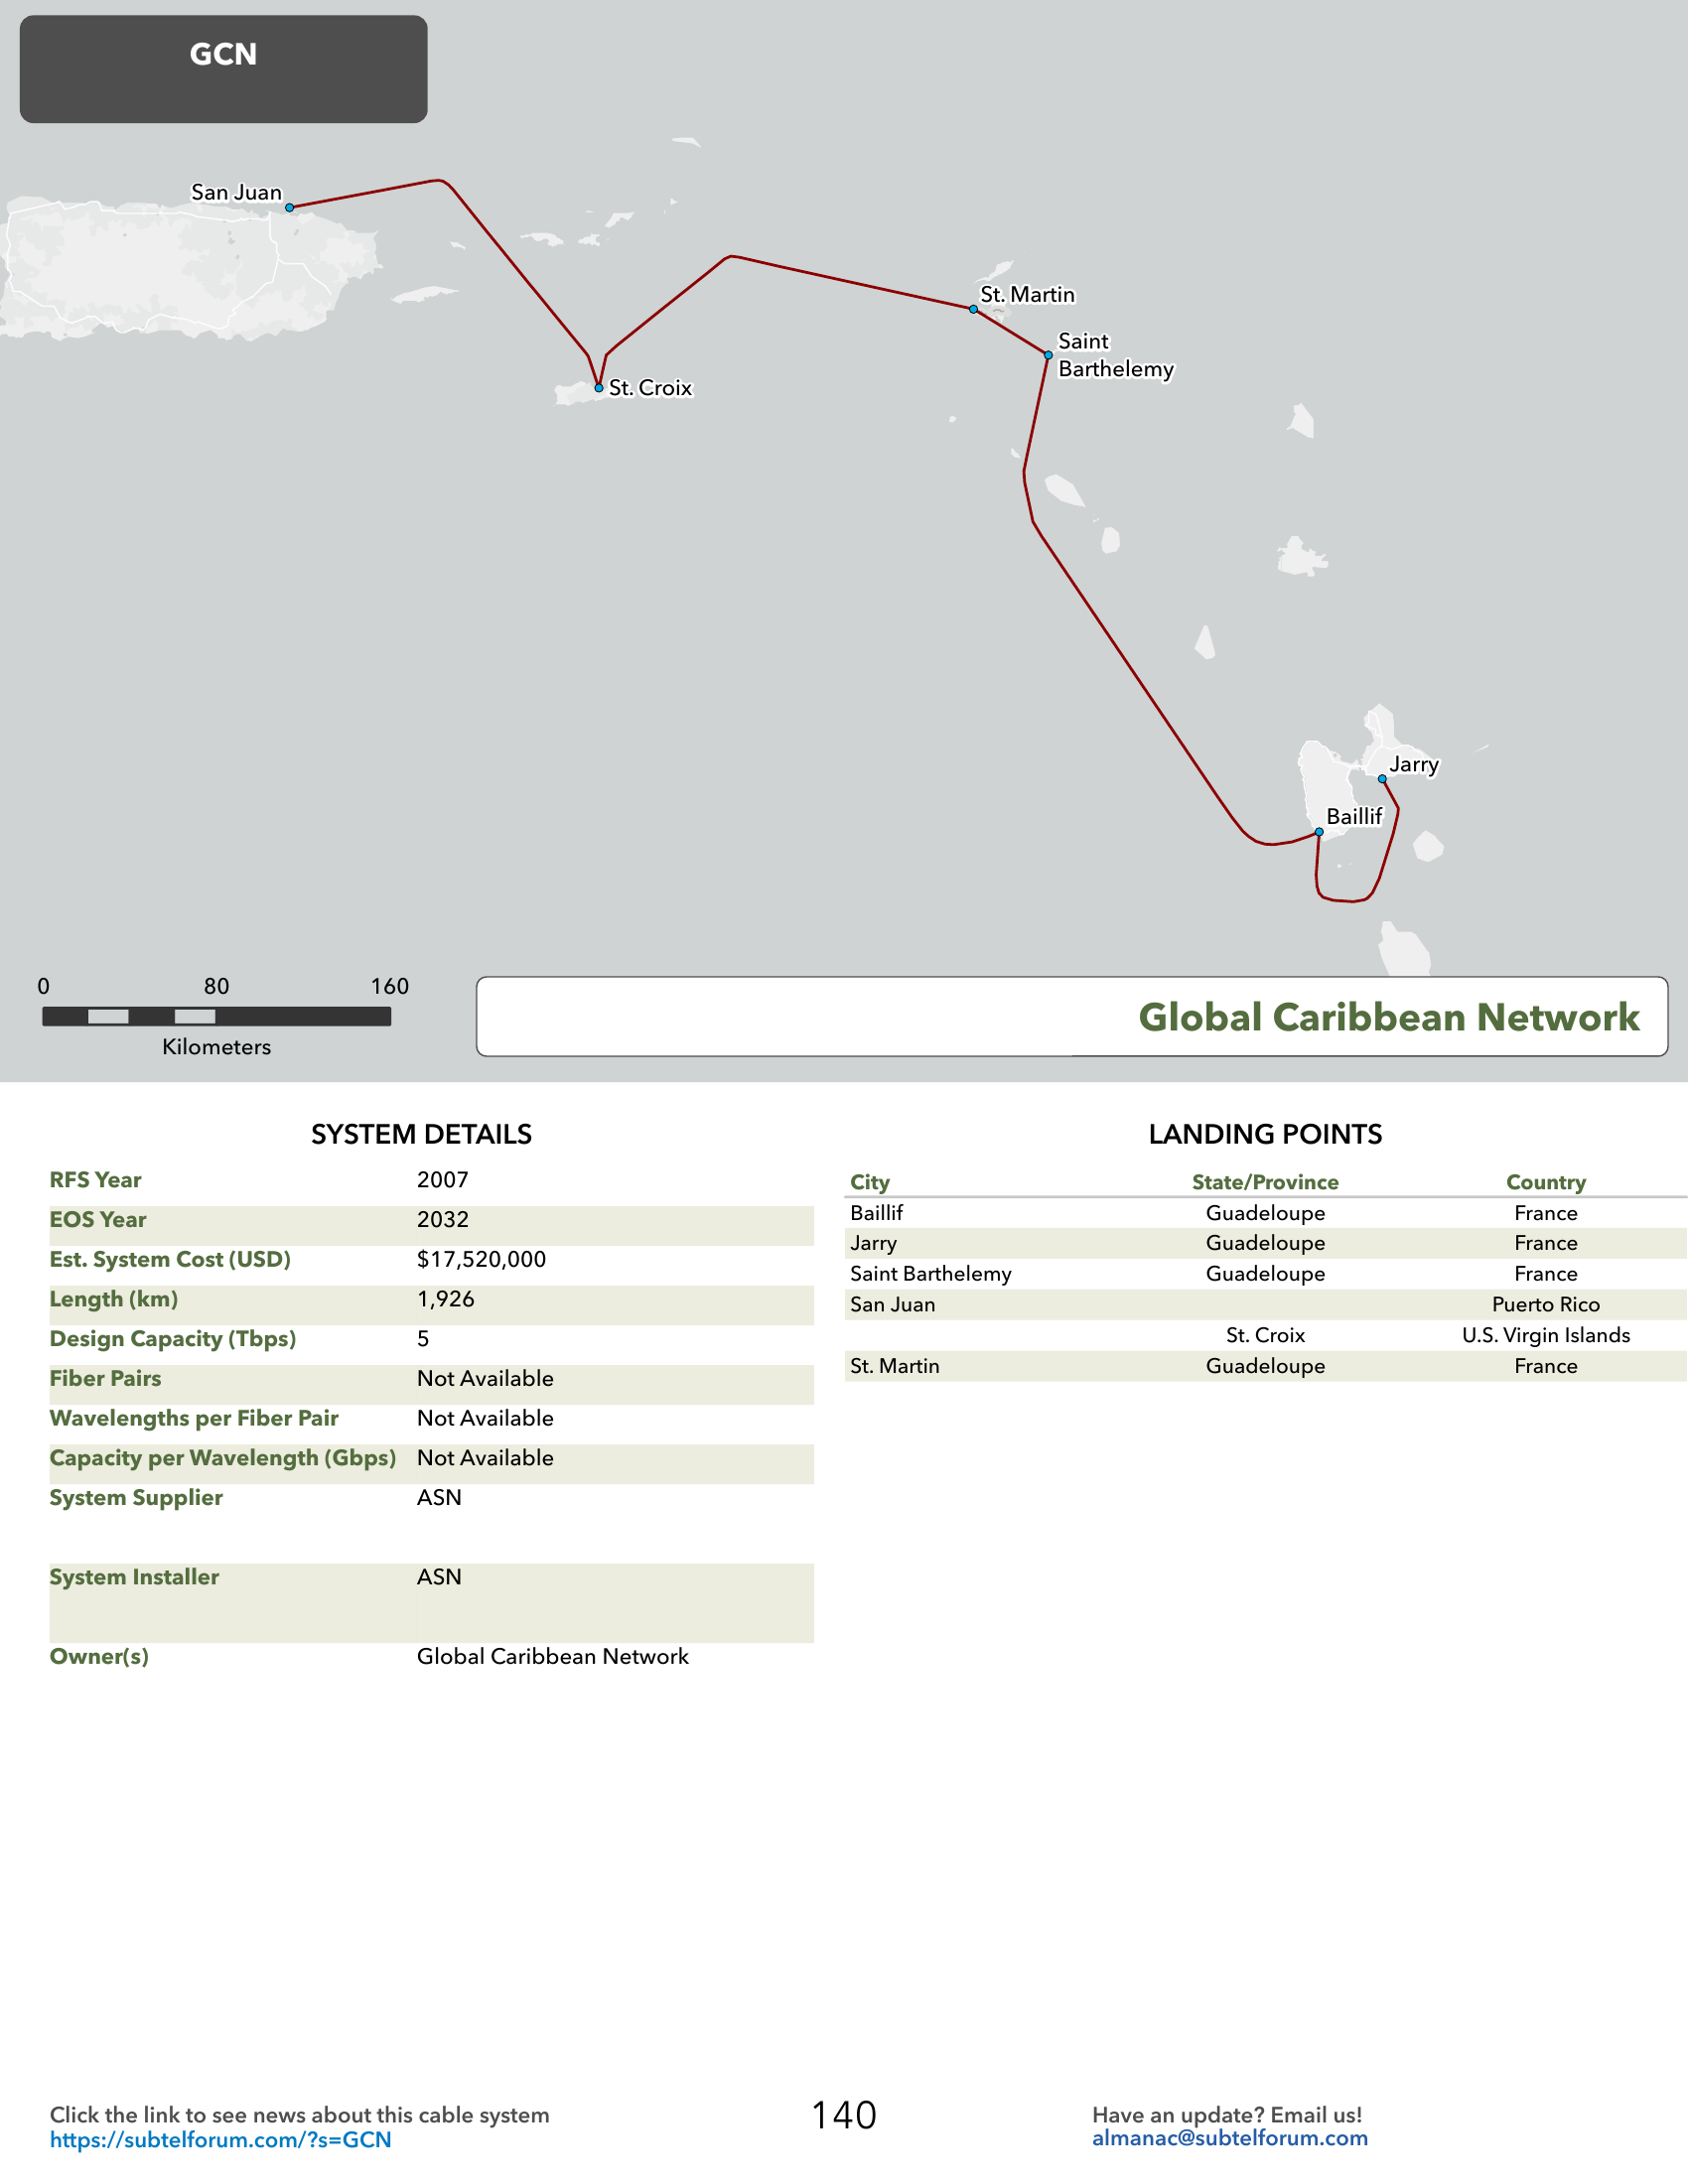 GCN
San Juan
St. Martin
Saint
Barthelemy
St. Croix
Jarry
Baillif
0 80 160
Kilometers
Global Caribbean Network
SYSTEM DETAILS
RFS Year 2007
EOS Year 2032
Est. System Cost (USD) $17,520,000
Length (km) 1,926
Design Capacity (Tbps) 5
Fiber Pairs Not Available
Wavelengths per Fiber Pair Not Available
Capacity per Wavelength (Gbps) Not Available
System Supplier ASN
System Installer ASN
Owner(s) Global Caribbean Network
LANDING POINTS
City State/Province Country
Baillif Guadeloupe France
Jarry Guadeloupe France
Saint Barthelemy Guadeloupe France
San Juan Puerto Rico
St. Croix U.S. Virgin Islands
St. Martin Guadeloupe France
Click the link to see news about this cable system
https://subtelforum.com/?s=GCN
140
Have an update? Email us!
almanac@subtelforum.com